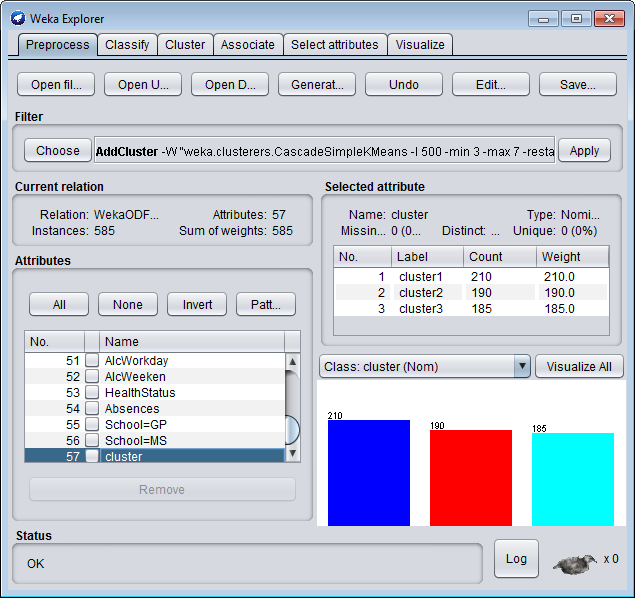 Weka Explorer
Preprocess Classify Cluster Associate Select attributes Visualize
Open fil... Open U... Open D... Generat... Undo Edit... Save...
Filter
Choose AddCluster -W "weka.clusterers.CascadeSimpleKMeans -I 500 -min 3 -max 7 -resta Apply
Current relation
Relation: WekaODF... Attributes: 57
Instances: 585 Sum of weights: 585
Selected attribute
Name: cluster Type: Nomi...
Missin... 0 (0... Distinct: ... Unique: 0 (0%)
No. Label Count Weight
1 cluster1 210 210.0
2 cluster2 190 190.0
3 cluster3 185 185.0
Attributes
All None Invert Patt...
No. Name
51 AlcWorkday
52 AlcWeeken
53 HealthStatus
54 Absences
55 School=GP
56 School=MS
57 cluster
Remove
Class: cluster (Nom) Visualize All
210
190
185
Status
OK
Log x 0